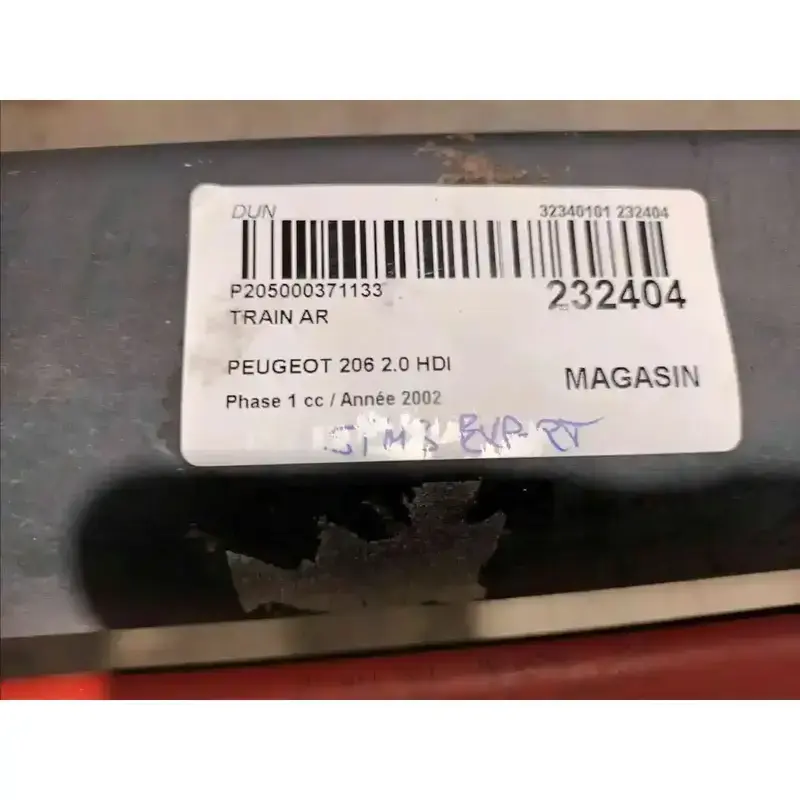 DUN 32340101 232404
P205000371133 232404
TRAIN AR
PEUGEOT 206 2.0 HDI
MAGASIN
Phase 1 cc / Année 2002